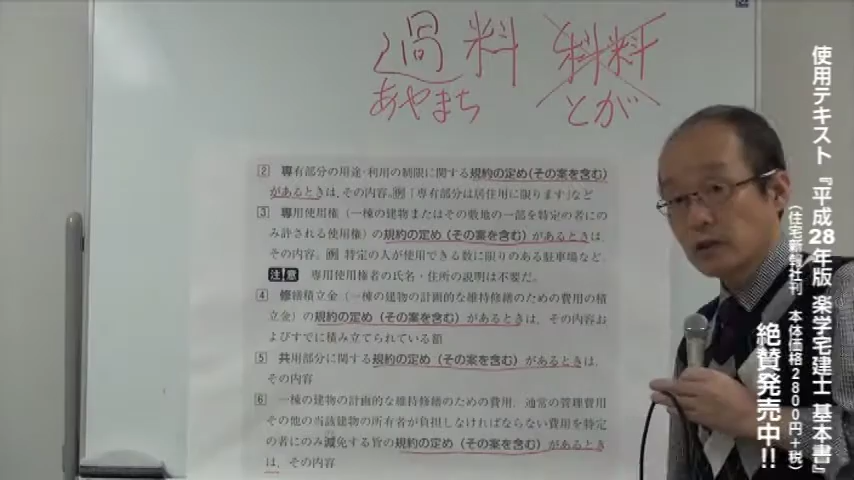 過料 科料
あやまち とが
2 専有部分の用途・利用の制限に関する規約の定め(その案を含む)
があるときは、その内容。例「専有部分は居住用に限ります」など
3 専用使用権(一棟の建物またはその敷地の一部を特定の者にの
み許される使用権)の規約の定め(その案を含む)があるときは、
その内容。例 特定の人が使用できる数に限りのある駐車場など。
注意 専用使用権者の氏名・住所の説明は不要だ。
4 修繕積立金(一棟の建物の計画的な維持修繕のための費用の積
立金)の規約の定め(その案を含む)があるときは、その内容お
よびすでに積み立てられている額
5 共用部分に関する規約の定め(その案を含む)があるときは、
その内容
6 一棟の建物の計画的な維持修繕のための費用、通常の管理費用
その他の当該建物の所有者が負担しなければならない費用を特定
の者にのみ減免する旨の規約の定め(その案を含む)があるとき
は、その内容
使用テキスト『平成28年版 楽学宅建士 基本書』
(住宅新報社刊 本体価格2800円+税)
絶賛発売中!!